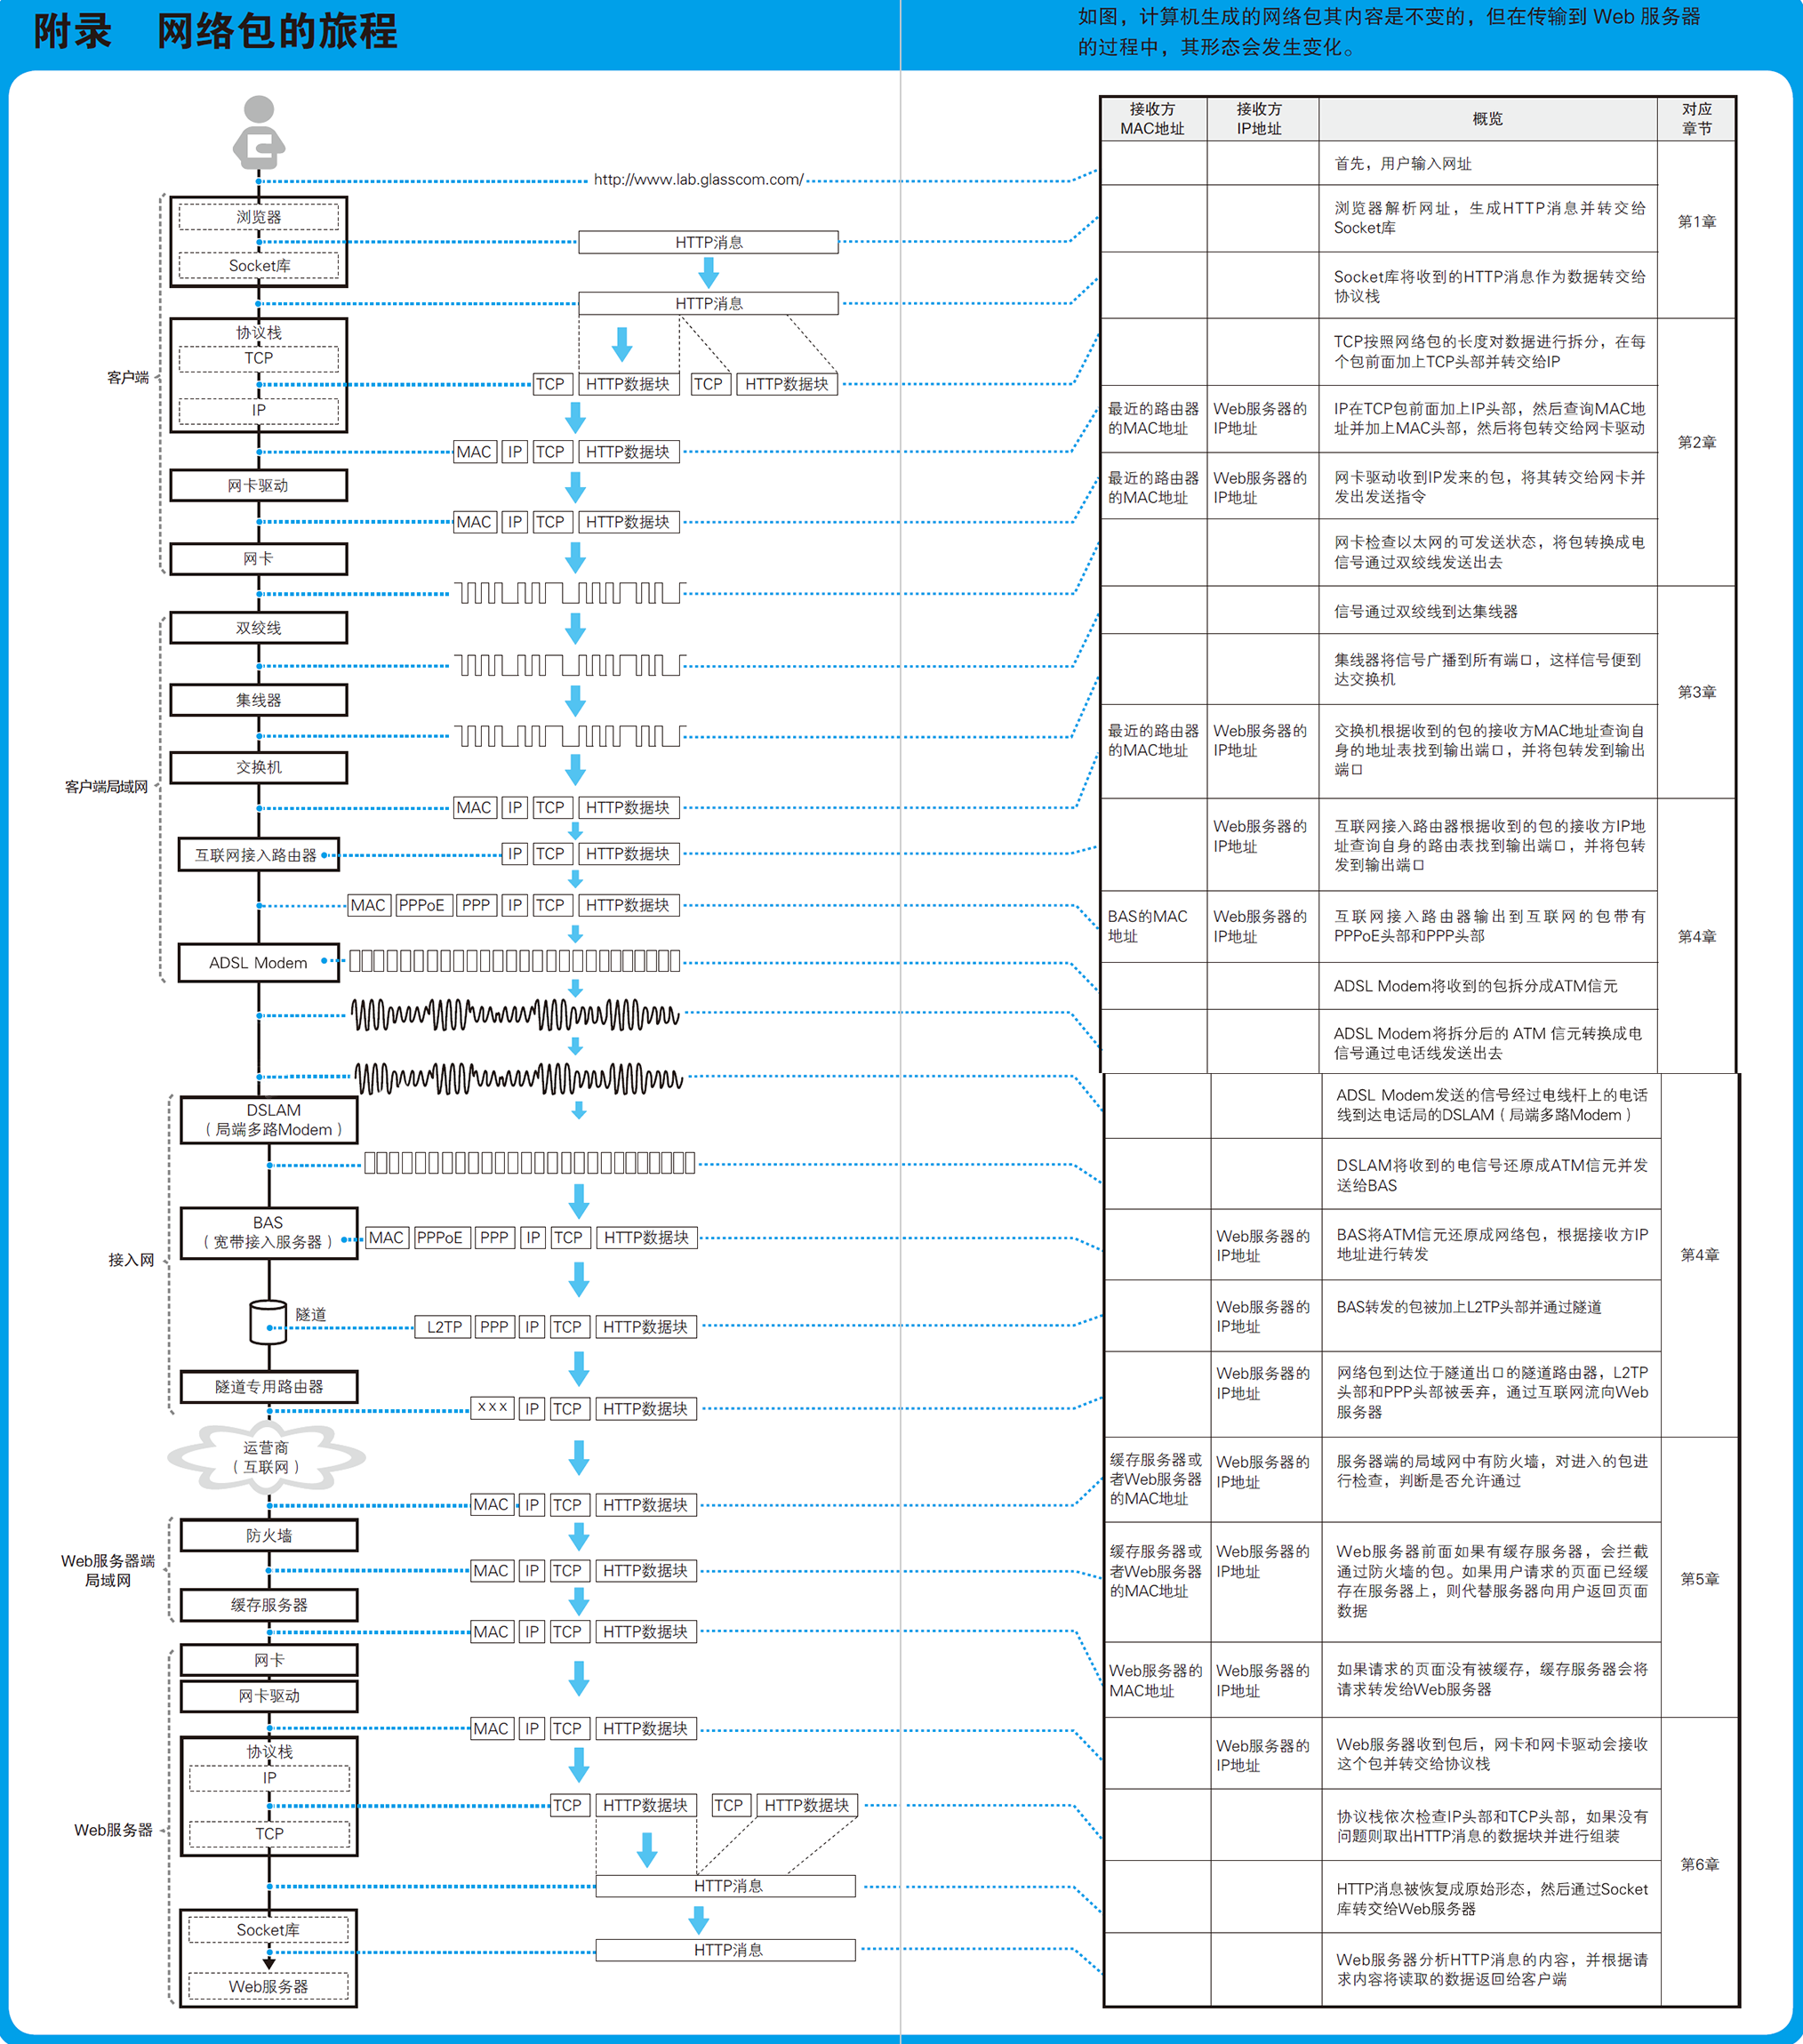 附录　网络包的旅程
如图，计算机生成的网络包其内容是不变的，但在传输到 Web 服务器
的过程中，其形态会发生变化。
http://www.lab.glasscom.com/
客户端
浏览器
HTTP消息
Socket库
HTTP消息
协议栈
TCP
TCP HTTP数据块 TCP HTTP数据块
IP
MAC IP TCP HTTP数据块
网卡驱动
MAC IP TCP HTTP数据块
网卡
客户端局域网
双绞线
集线器
交换机
MAC IP TCP HTTP数据块
互联网接入路由器
IP TCP HTTP数据块
MAC PPPoE PPP IP TCP HTTP数据块
ADSL Modem
接入网
DSLAM
（局端多路Modem）
BAS
（宽带接入服务器）
MAC PPPoE PPP IP TCP HTTP数据块
隧道
L2TP PPP IP TCP HTTP数据块
隧道专用路由器
××× IP TCP HTTP数据块
运营商
（互联网）
MAC IP TCP HTTP数据块
Web服务器端
局域网
防火墙
MAC IP TCP HTTP数据块
缓存服务器
MAC IP TCP HTTP数据块
Web服务器
网卡
网卡驱动
MAC IP TCP HTTP数据块
协议栈
IP
TCP HTTP数据块 TCP HTTP数据块
TCP
HTTP消息
Socket库
HTTP消息
Web服务器
接收方
MAC地址
接收方
IP地址
概览
对应
章节
首先，用户输入网址
浏览器解析网址，生成HTTP消息并转交给
Socket库
第1章
Socket库将收到的HTTP消息作为数据转交给
协议栈
TCP按照网络包的长度对数据进行拆分，在每
个包前面加上TCP头部并转交给IP
最近的路由器
的MAC地址
Web服务器的
IP地址
IP在TCP包前面加上IP头部，然后查询MAC地
址并加上MAC头部，然后将包转交给网卡驱动
第2章
最近的路由器
的MAC地址
Web服务器的
IP地址
网卡驱动收到IP发来的包，将其转交给网卡并
发出发送指令
网卡检查以太网的可发送状态，将包转换成电
信号通过双绞线发送出去
信号通过双绞线到达集线器
集线器将信号广播到所有端口，这样信号便到
达交换机
第3章
最近的路由器
的MAC地址
Web服务器的
IP地址
交换机根据收到的包的接收方MAC地址查询自
身的地址表找到输出端口，并将包转发到输出
端口
Web服务器的
IP地址
互联网接入路由器根据收到的包的接收方IP地
址查询自身的路由表找到输出端口，并将包转
发到输出端口
BAS的MAC
地址
Web服务器的
IP地址
互联网接入路由器输出到互联网的包带有
PPPoE头部和PPP头部
第4章
ADSL Modem将收到的包拆分成ATM信元
ADSL Modem将拆分后的 ATM 信元转换成电
信号通过电话线发送出去
ADSL Modem发送的信号经过电线杆上的电话
线到达电话局的DSLAM（局端多路Modem）
DSLAM将收到的电信号还原成ATM信元并发
送给BAS
Web服务器的
IP地址
BAS将ATM信元还原成网络包，根据接收方IP
地址进行转发
第4章
Web服务器的
IP地址
BAS转发的包被加上L2TP头部并通过隧道
Web服务器的
IP地址
网络包到达位于隧道出口的隧道路由器，L2TP
头部和PPP头部被丢弃，通过互联网流向Web
服务器
缓存服务器或
者Web服务器
的MAC地址
Web服务器的
IP地址
服务器端的局域网中有防火墙，对进入的包进
行检查，判断是否允许通过
缓存服务器或
者Web服务器
的MAC地址
Web服务器的
IP地址
Web服务器前面如果有缓存服务器，会拦截
通过防火墙的包。如果用户请求的页面已经缓
存在服务器上，则代替服务器向用户返回页面
数据
第5章
Web服务器的
MAC地址
Web服务器的
IP地址
如果请求的页面没有被缓存，缓存服务器会将
请求转发给Web服务器
Web服务器的
IP地址
Web服务器收到包后，网卡和网卡驱动会接收
这个包并转交给协议栈
协议栈依次检查IP头部和TCP头部，如果没有
问题则取出HTTP消息的数据块并进行组装
第6章
HTTP消息被恢复成原始形态，然后通过Socket
库转交给Web服务器
Web服务器分析HTTP消息的内容，并根据请
求内容将读取的数据返回给客户端